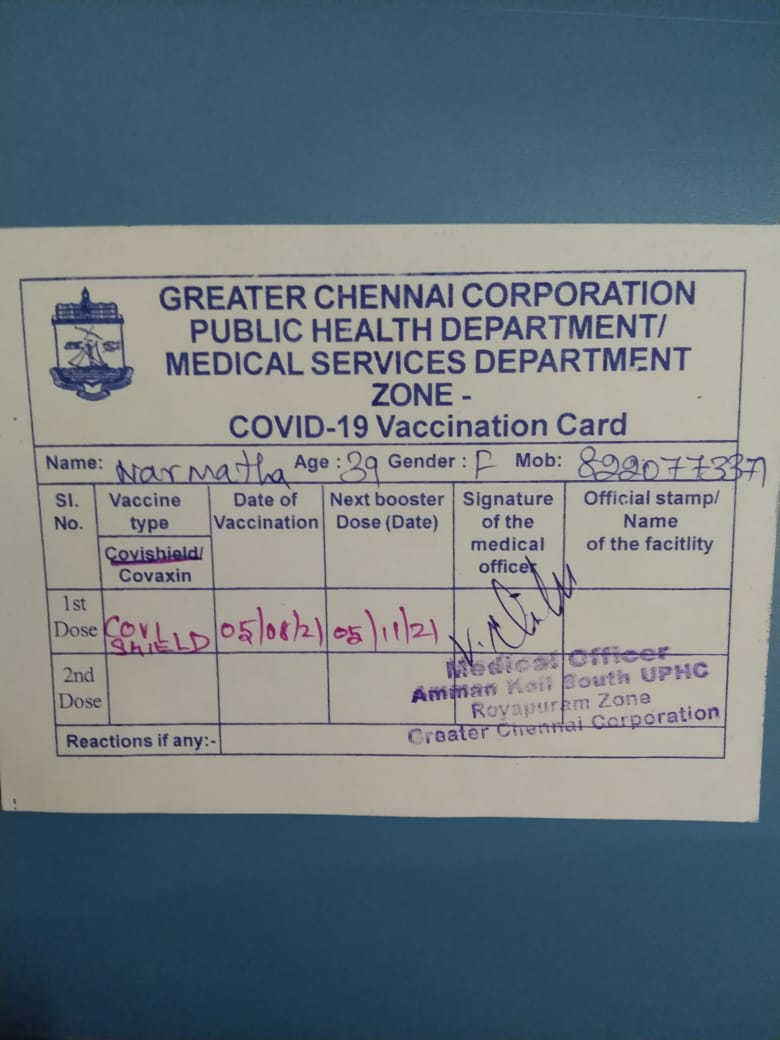 GREATER CHENNAI CORPORATION
PUBLIC HEALTH DEPARTMENT/
MEDICAL SERVICES DEPARTMENT
ZONE -
COVID-19 Vaccination Card
Name: Narmatha Age : 39 Gender : F Mob: 8220773371
Sl. No.
Vaccine type
Covishield/
Covaxin
Date of Vaccination
Next booster Dose (Date)
Signature of the medical officer
Official stamp/ Name of the facitlity
1st Dose
COVI SHIELD
05/08/21
05/11/21
2nd Dose
Medical Officer
Amman Koil South UPHC
Royapuram Zone
Greater Chennai Corporation
Reactions if any:-